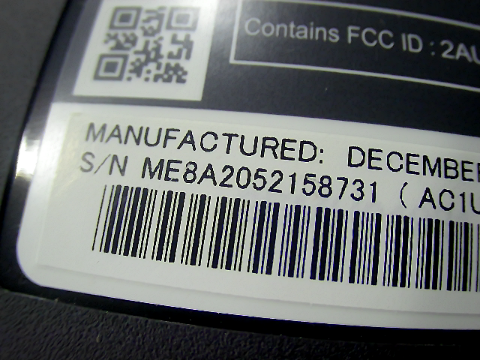 Contains FCC ID : 2AU
MANUFACTURED: DECEMBER
S/N ME8A2052158731 ( AC1U